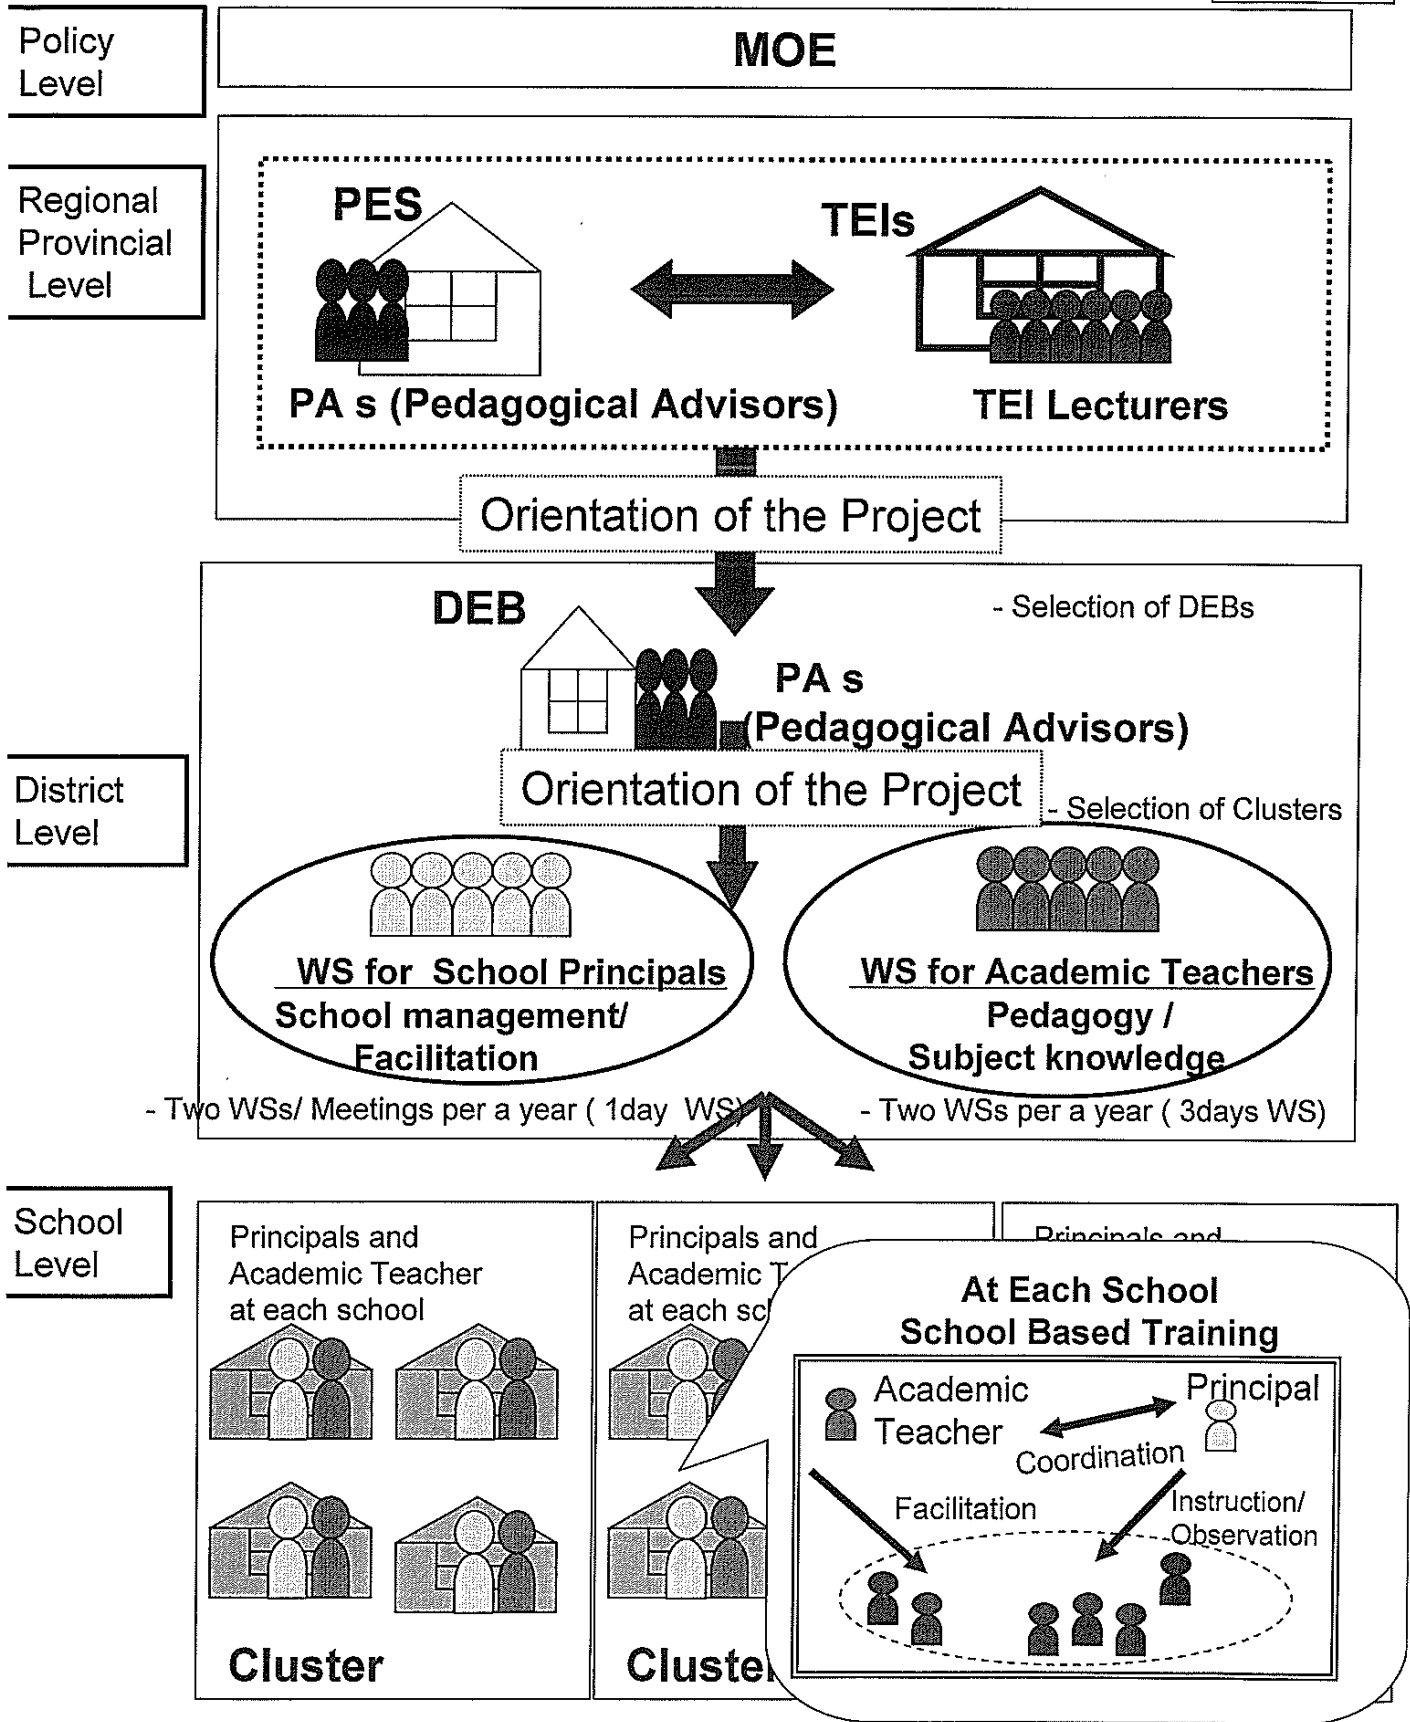 Policy
Level
MOE
Regional
Provincial
Level
PES
TEIs
PA s (Pedagogical Advisors)
TEI Lecturers
Orientation of the Project
DEB
- Selection of DEBs
PA s
(Pedagogical Advisors)
District
Level
Orientation of the Project
- Selection of Clusters
WS for School Principals
School management/
Facilitation
WS for Academic Teachers
Pedagogy /
Subject knowledge
- Two WSs/ Meetings per a year ( 1day WS)
- Two WSs per a year ( 3days WS)
School
Level
Principals and
Academic Teacher
at each school
Cluster
Principals and
Academic T
at each sc
Cluste
Principals and
At Each School
School Based Training
Academic
Teacher
Principal
Coordination
Facilitation
Instruction/
Observation